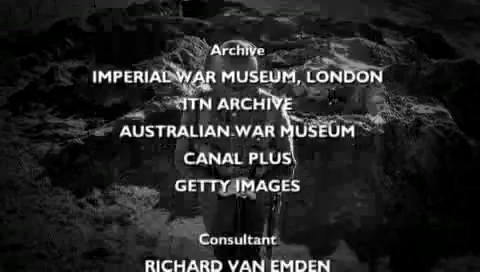 Archive
IMPERIAL WAR MUSEUM, LONDON
ITN ARCHIVE
AUSTRALIAN WAR MUSEUM
CANAL PLUS
GETTY IMAGES
Consultant
RICHARD VAN EMDEN